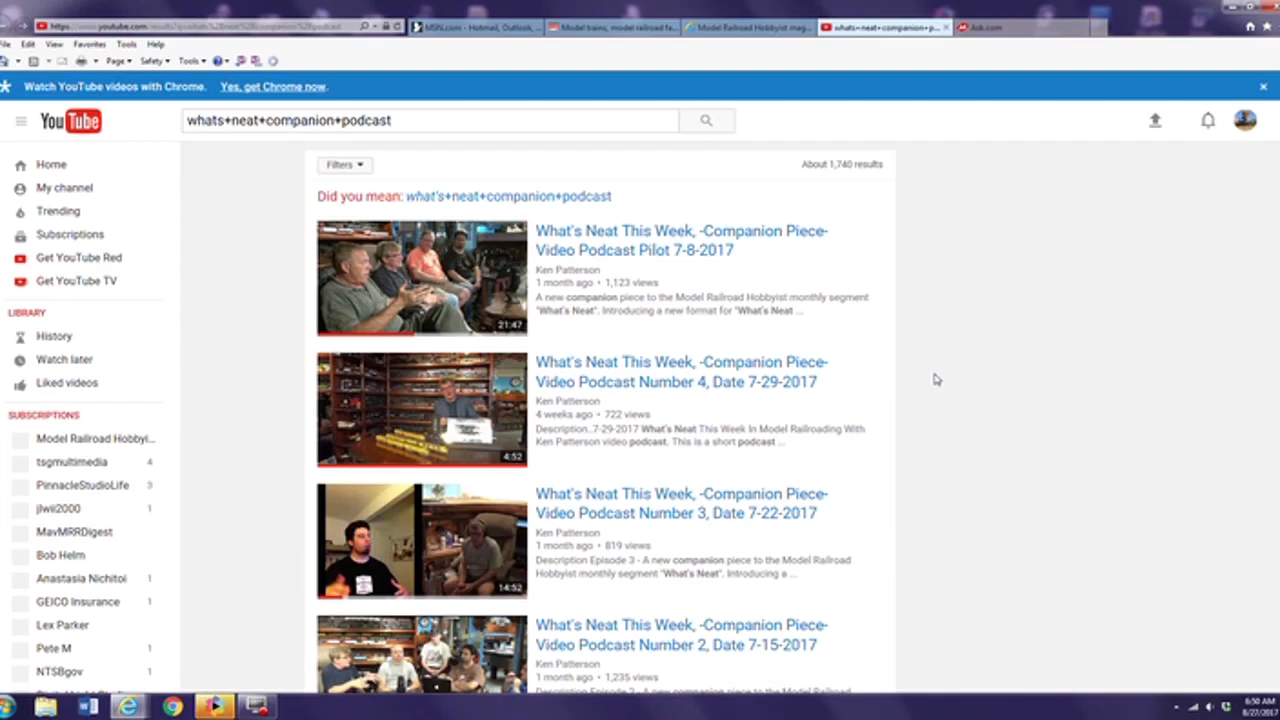 MSN.com - Hotmail, Outlook, ...
Model trains, model railroad fa...
Model Railroad Hobbyist mag...
whats+neat+companion+p...
Ask.com
File Edit View Favorites Tools Help
Page Safety Tools
Watch YouTube videos with Chrome. Yes, get Chrome now.
YouTube
whats+neat+companion+podcast
Home
My channel
Trending
Subscriptions
Get YouTube Red
Get YouTube TV
LIBRARY
History
Watch later
Liked videos
SUBSCRIPTIONS
Model Railroad Hobbyi...
tsgmultimedia 4
PinnacleStudioLife 3
jlwii2000 1
MavMRRDigest
Bob Helm
Anastasia Nichitoi 1
GEICO Insurance 1
Lex Parker
Pete M 1
NTSBgov 1
Filters
About 1,740 results
Did you mean: what's+neat+companion+podcast
21:47
What's Neat This Week, -Companion Piece-
Video Podcast Pilot 7-8-2017
Ken Patterson
1 month ago • 1,123 views
A new companion piece to the Model Railroad Hobbyist monthly segment
"What's Neat". Introducing a new format for "What's Neat ...
4:52
What's Neat This Week, -Companion Piece-
Video Podcast Number 4, Date 7-29-2017
Ken Patterson
4 weeks ago • 722 views
Description..7-29-2017 What's Neat This Week In Model Railroading With
Ken Patterson video podcast. This is a short podcast ...
14:52
What's Neat This Week, -Companion Piece-
Video Podcast Number 3, Date 7-22-2017
Ken Patterson
1 month ago • 819 views
Description Episode 3 - A new companion piece to the Model Railroad
Hobbyist monthly segment "What's Neat". Introducing a ...
What's Neat This Week, -Companion Piece-
Video Podcast Number 2, Date 7-15-2017
Ken Patterson
1 month ago • 1,235 views
6:50 AM
8/27/2017